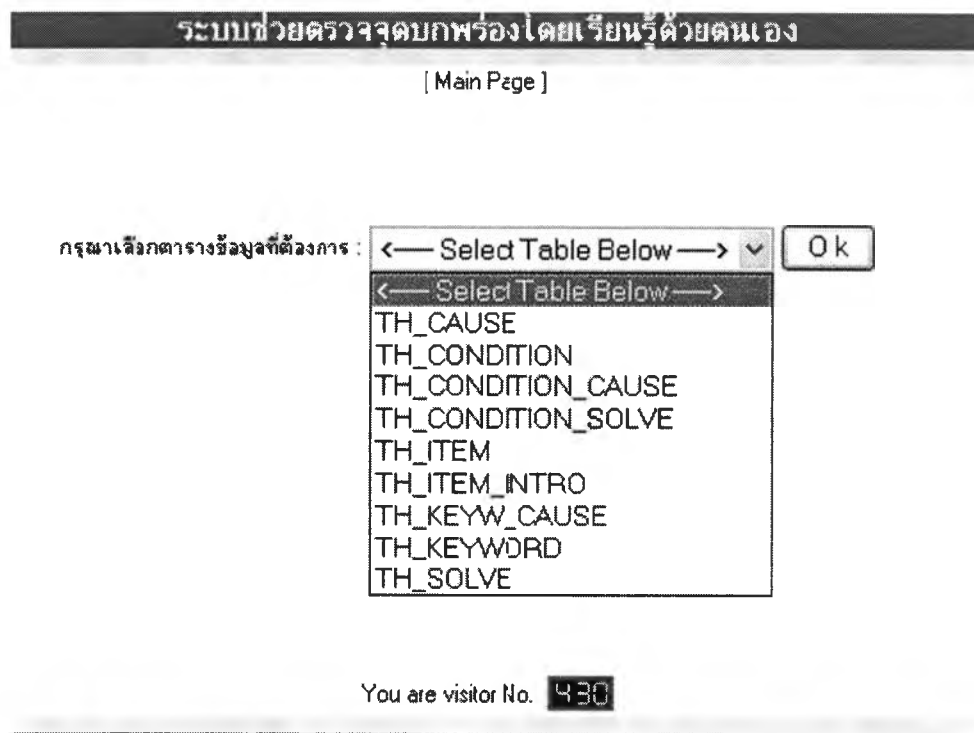 ระบบช่วยตรวจจุดบกพร่องโดยเรียนรู้ด้วยตนเอง
[ Main Page ]
กรุณาเลือกตารางข้อมูลที่ต้องการ : <---- Select Table Below ----> Ok
<---- Select Table Below ---->
TH_CAUSE
TH_CONDITION
TH_CONDITION_CAUSE
TH_CONDITION_SOLVE
TH_ITEM
TH_ITEM_INTRO
TH_KEYW_CAUSE
TH_KEYWORD
TH_SOLVE
You are visitor No. 430